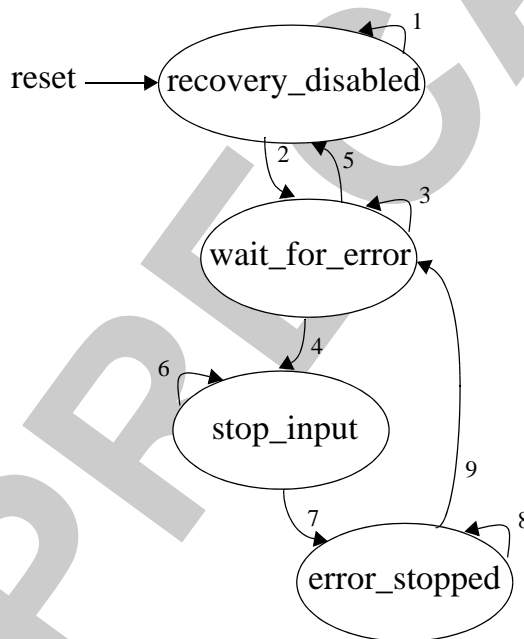 1
reset
recovery_disabled
2
5
3
wait_for_error
4
6
stop_input
7
9
8
error_stopped